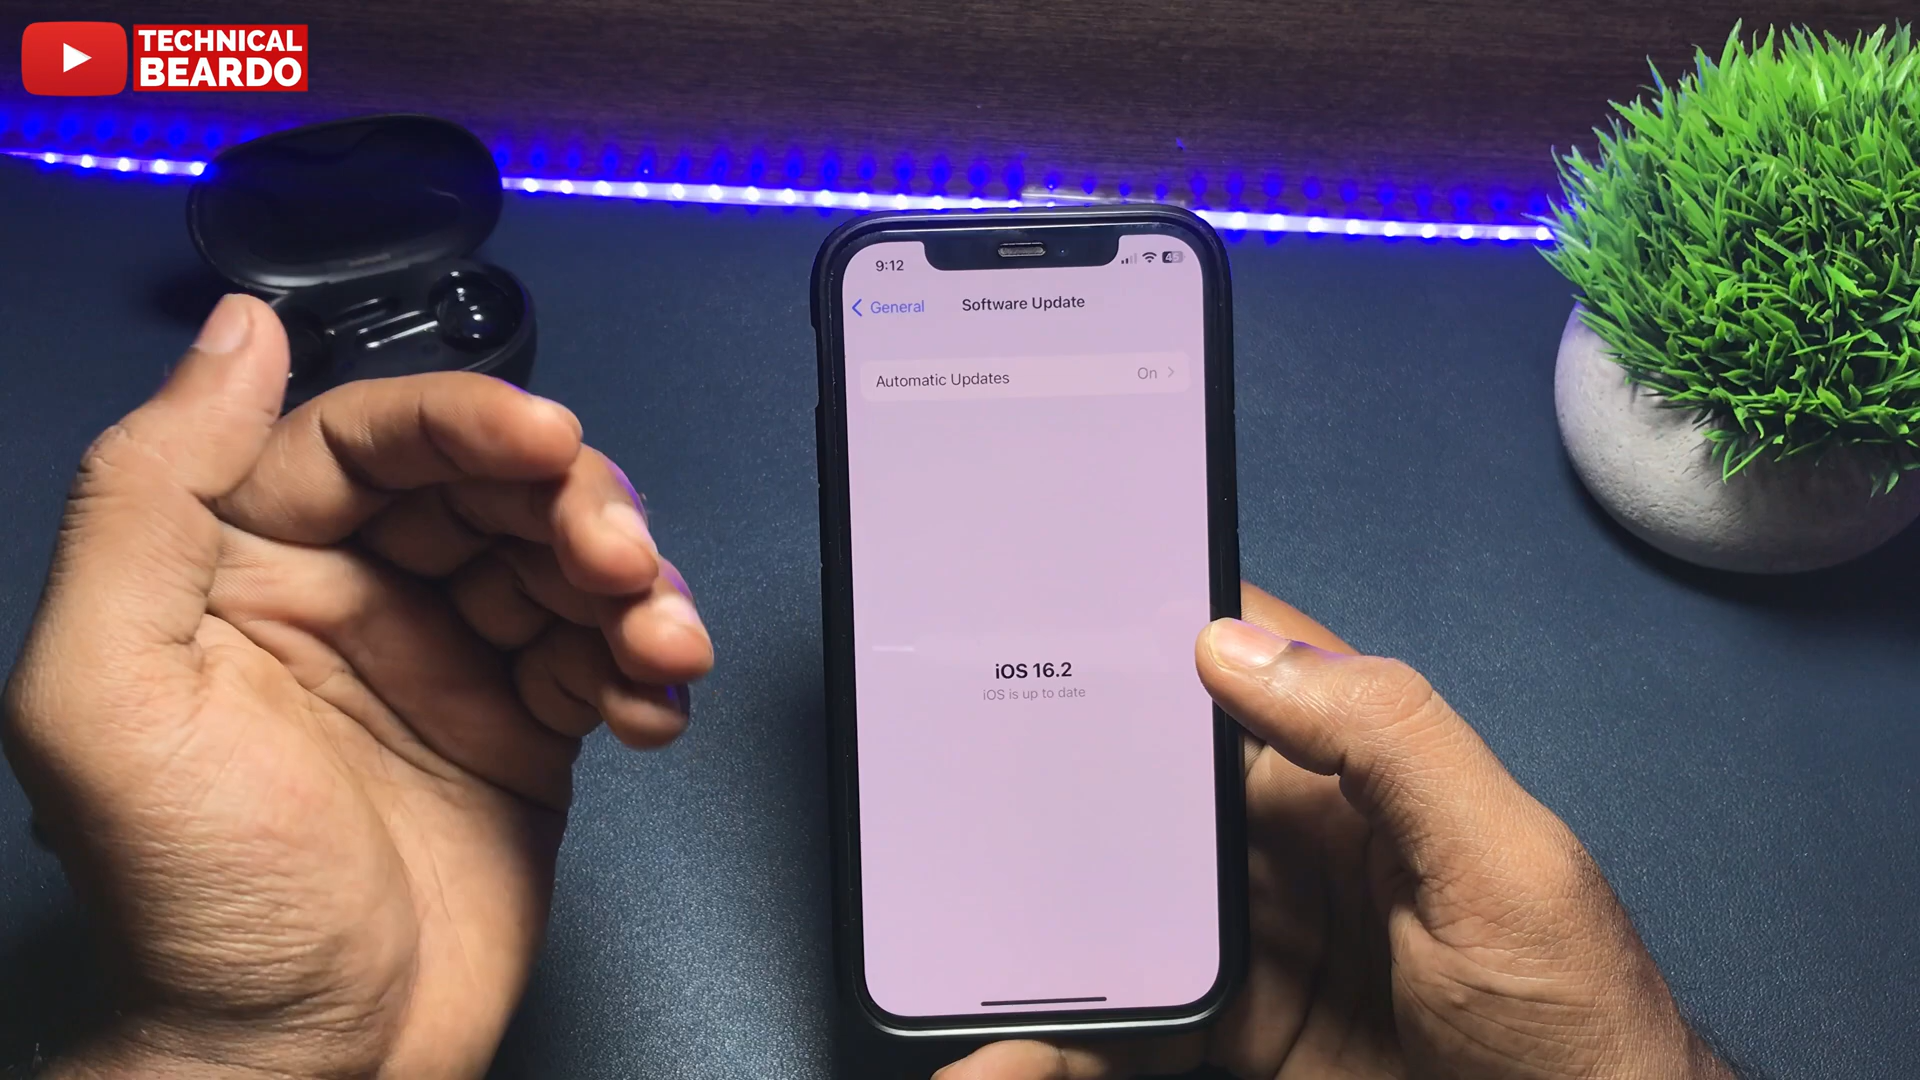 TECHNICAL
BEARDO
9:12
General
Software Update
Automatic Updates
On
iOS 16.2
iOS is up to date